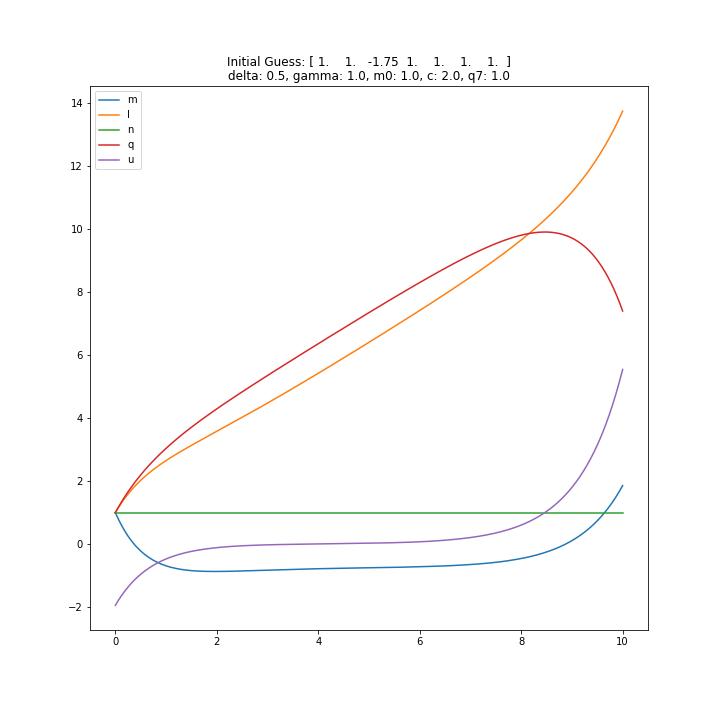 Initial Guess: [ 1. 1. -1.75 1. 1. 1. 1. ]
delta: 0.5, gamma: 1.0, m0: 1.0, c: 2.0, q7: 1.0
m
l
n
q
u
14
12
10
8
6
4
2
0
−2
0 2 4 6 8 10